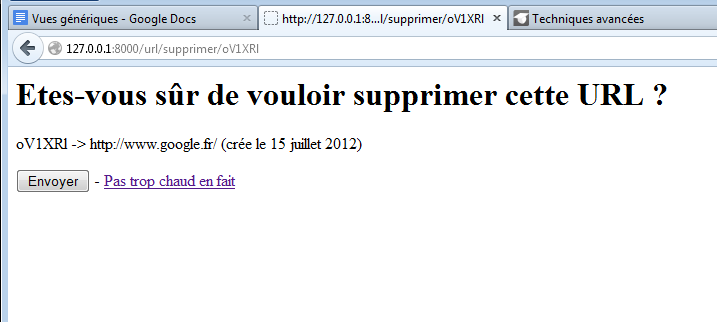 Vues génériques - Google Docs
http://127.0.0.1:8...l/supprimer/oV1XRl
Techniques avancées
127.0.0.1:8000/url/supprimer/oV1XRl
Etes-vous sûr de vouloir supprimer cette URL ?
oV1XRl -> http://www.google.fr/ (crée le 15 juillet 2012)
Envoyer - Pas trop chaud en fait